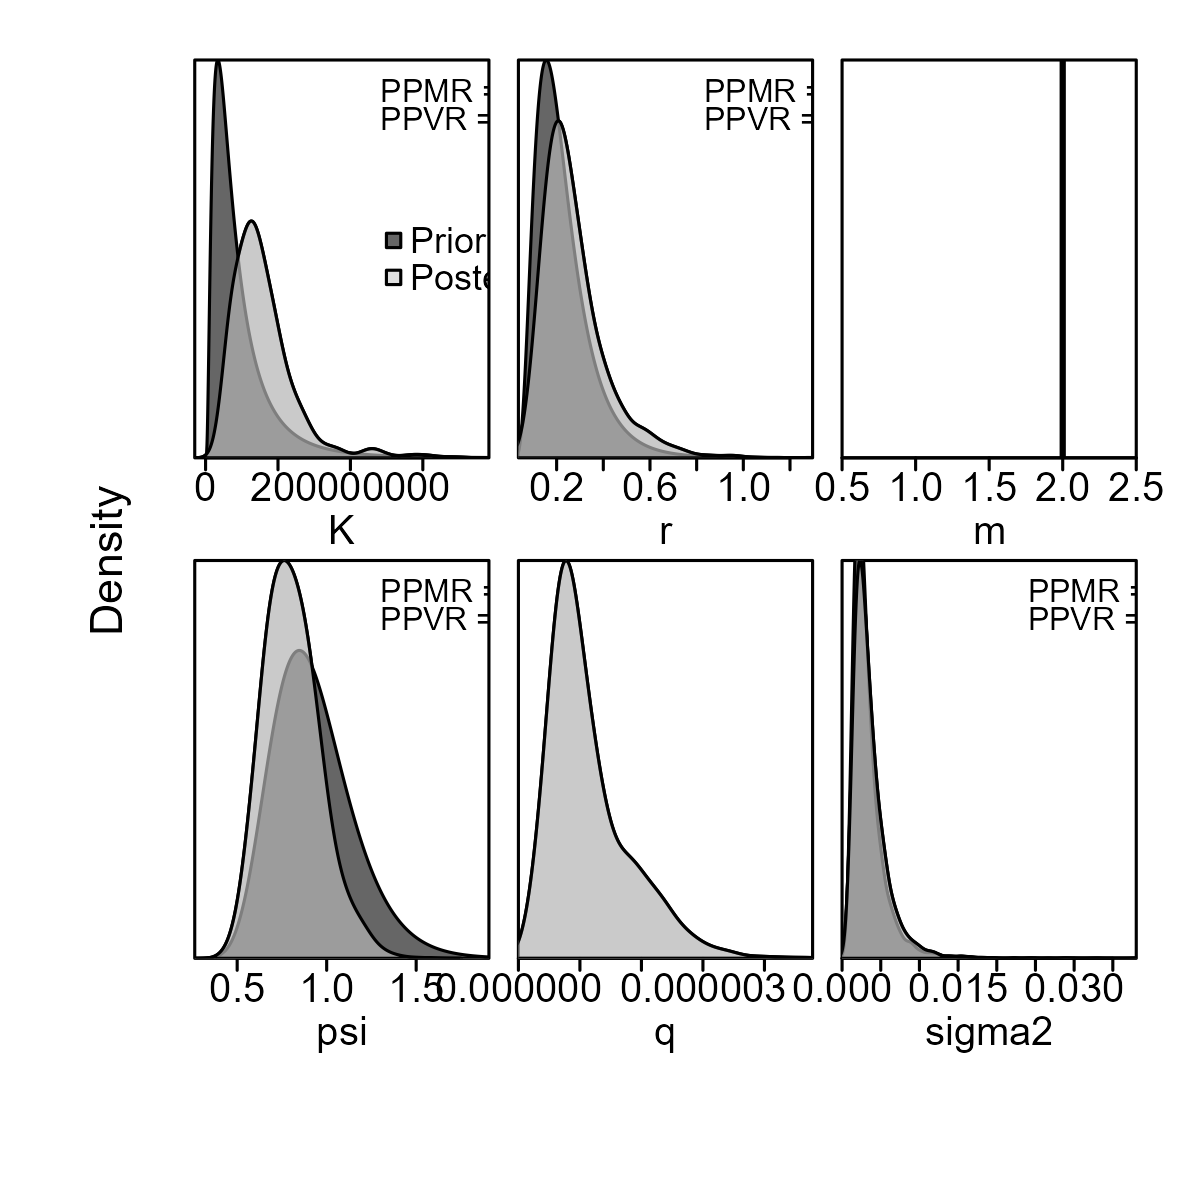 PPMR =
PPVR =
Prior
Poste
0 200000000
K
PPMR =
PPVR =
0.2 0.6 1.0
r
0.5 1.0 1.5 2.0 2.5
m
Density
PPMR =
PPVR =
0.5 1.0 1.5
psi
0.000000 0.000003
q
PPMR =
PPVR =
0.000 0.015 0.030
sigma2